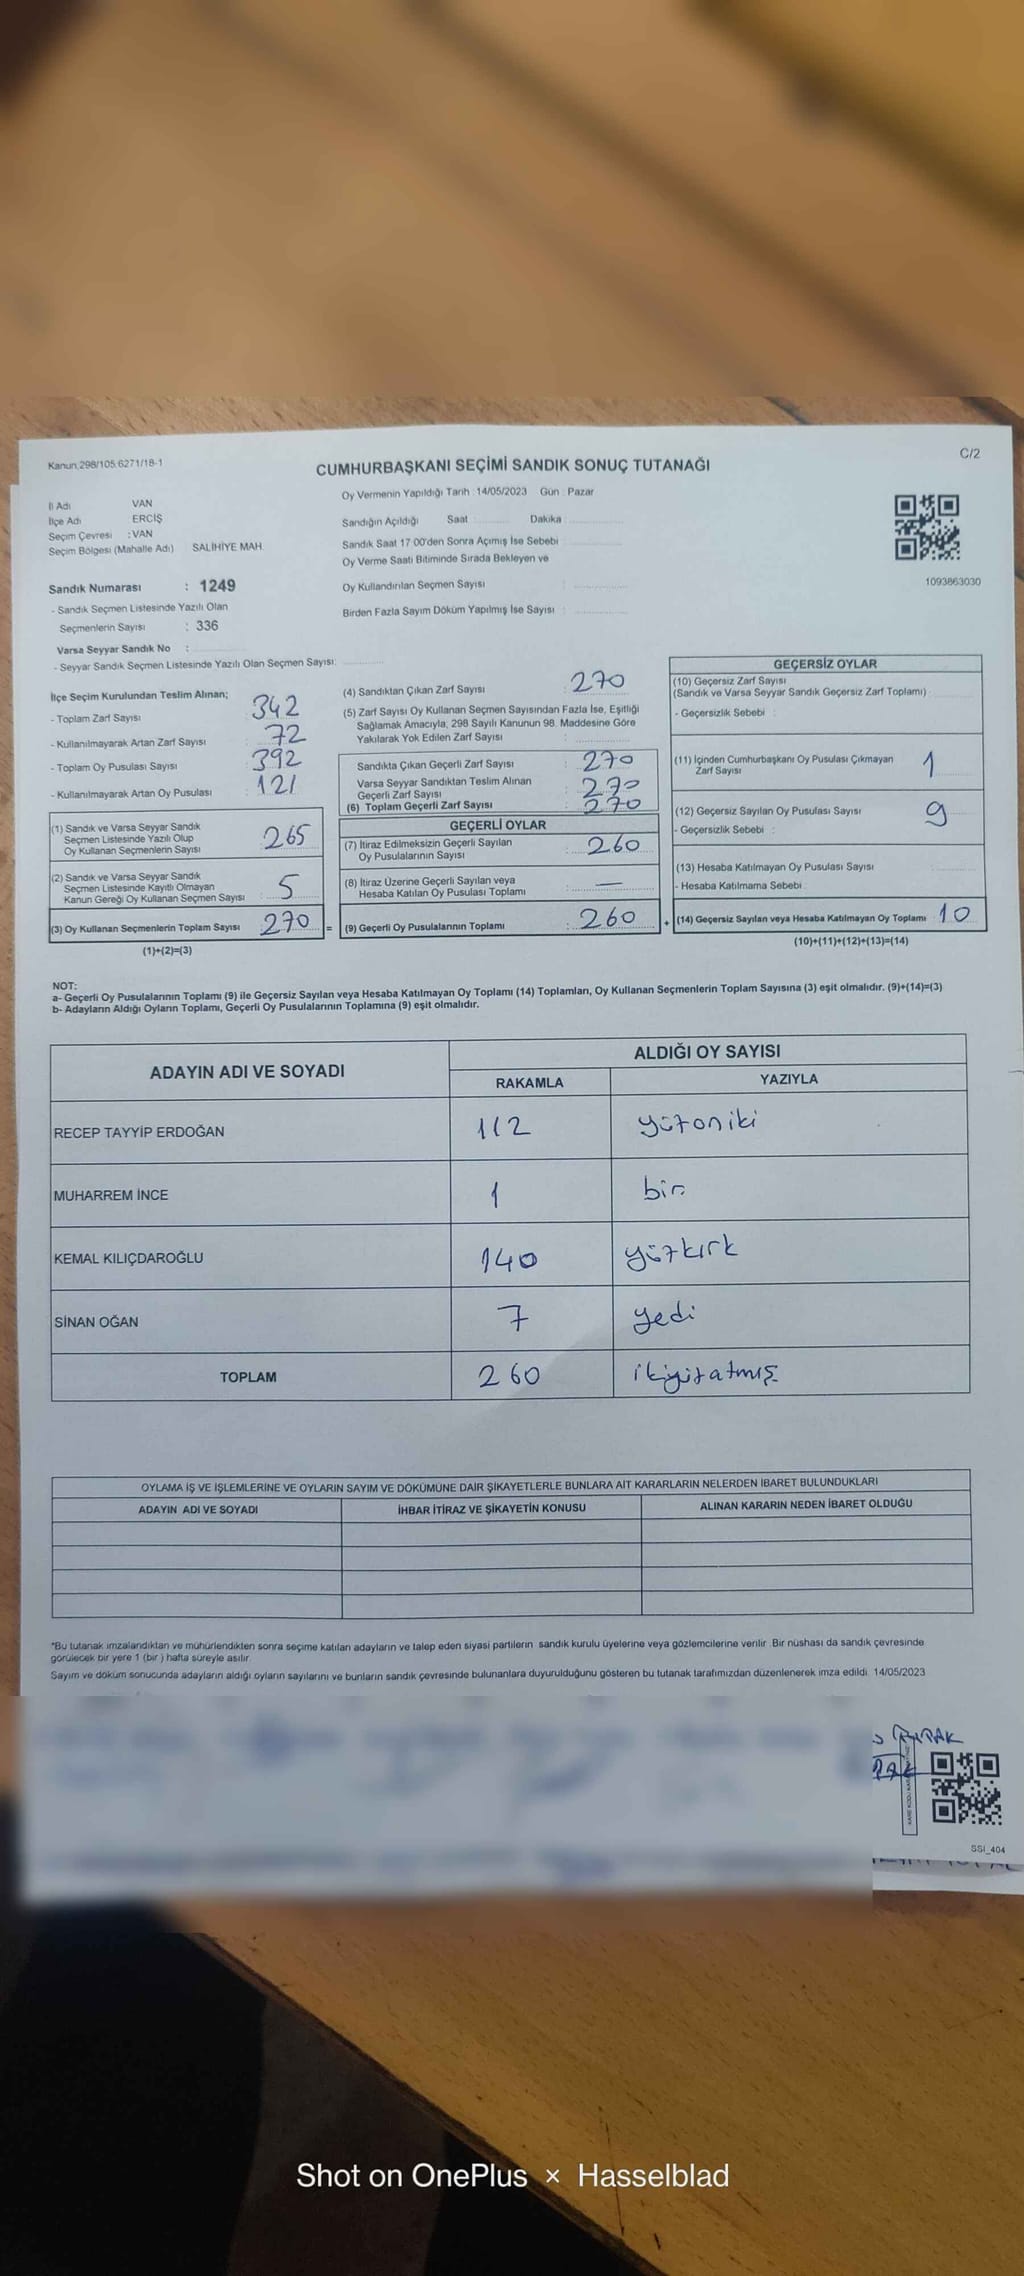 Kanun.298/105.6271/18-1
C/2
CUMHURBAŞKANI SEÇİMİ SANDIK SONUÇ TUTANAĞI
Oy Vermenin Yapıldığı Tarih : 14/05/2023 Gün : Pazar
İl Adı VAN
İlçe Adı ERCİŞ
Seçim Çevresi : VAN
Seçim Bölgesi (Mahalle Adı) SALİHİYE MAH.
Sandığın Açıldığı Saat Dakika
Sandık Saat 17 00'den Sonra Açımış İse Sebebi
Oy Verme Saati Bitiminde Sırada Bekleyen ve
Oy Kullandırılan Seçmen Sayısı :
Birden Fazla Sayım Döküm Yapılmış İse Sayısı :
1093863030
Sandık Numarası : 1249
- Sandık Seçmen Listesinde Yazılı Olan
Seçmenlerin Sayısı : 336
Varsa Seyyar Sandık No :
- Seyyar Sandık Seçmen Listesinde Yazılı Olan Seçmen Sayısı:
İlçe Seçim Kurulundan Teslim Alınan;
- Toplam Zarf Sayısı : 342
- Kullanılmayarak Artan Zarf Sayısı : 72
- Toplam Oy Pusulası Sayısı : 392
- Kullanılmayarak Artan Oy Pusulası : 121
(1) Sandık ve Varsa Seyyar Sandık
Seçmen Listesinde Yazılı Olup
Oy Kullanan Seçmenlerin Sayısı 265
(2) Sandık ve Varsa Seyyar Sandık
Seçmen Listesinde Kayıtlı Olmayan
Kanun Gereği Oy Kullanan Seçmen Sayısı 5
(3) Oy Kullanan Seçmenlerin Toplam Sayısı 270 =
(1)+(2)=(3)
(4) Sandıktan Çıkan Zarf Sayısı : 270
(5) Zarf Sayısı Oy Kullanan Seçmen Sayısından Fazla İse, Eşitliği
Sağlamak Amacıyla, 298 Sayılı Kanunun 98. Maddesine Göre
Yakılarak Yok Edilen Zarf Sayısı :
Sandıkta Çıkan Geçerli Zarf Sayısı : 270
Varsa Seyyar Sandıktan Teslim Alınan
Geçerli Zarf Sayısı : 270
(6) Toplam Geçerli Zarf Sayısı : 270
GEÇERLİ OYLAR
(7) İtiraz Edilmeksizin Geçerli Sayılan
Oy Pusulalarının Sayısı : 260
(8) İtiraz Üzerine Geçerli Sayılan veya
Hesaba Katılan Oy Pusulası Toplamı : —
(9) Geçerli Oy Pusulalarının Toplamı : 260 +
GEÇERSİZ OYLAR
(10) Geçersiz Zarf Sayısı
(Sandık ve Varsa Seyyar Sandık Geçersiz Zarf Toplamı) :
- Geçersizlik Sebebi :
(11) İçinden Cumhurbaşkanı Oy Pusulası Çıkmayan
Zarf Sayısı 1
(12) Geçersiz Sayılan Oy Pusulası Sayısı 9
- Geçersizlik Sebebi :
(13) Hesaba Katılmayan Oy Pusulası Sayısı
- Hesaba Katılmama Sebebi :
(14) Geçersiz Sayılan veya Hesaba Katılmayan Oy Toplamı 10
(10)+(11)+(12)+(13)=(14)
NOT:
a- Geçerli Oy Pusulalarının Toplamı (9) ile Geçersiz Sayılan veya Hesaba Katılmayan Oy Toplamı (14) Toplamları, Oy Kullanan Seçmenlerin Toplam Sayısına (3) eşit olmalıdır. (9)+(14)=(3)
b- Adayların Aldığı Oyların Toplamı, Geçerli Oy Pusulalarının Toplamına (9) eşit olmalıdır.
ADAYIN ADI VE SOYADI
ALDIĞI OY SAYISI
RAKAMLA YAZIYLA
RECEP TAYYİP ERDOĞAN 112 yüzoniki
MUHARREM İNCE 1 bir
KEMAL KILIÇDAROĞLU 140 yüzkırk
SİNAN OĞAN 7 yedi
TOPLAM 260 ikiyüzatmış
OYLAMA İŞ VE İŞLEMLERİNE VE OYLARIN SAYIM VE DÖKÜMÜNE DAİR ŞİKAYETLERLE BUNLARA AİT KARARLARIN NELERDEN İBARET BULUNDUKLARI
ADAYIN ADI VE SOYADI İHBAR İTİRAZ VE ŞİKAYETİN KONUSU ALINAN KARARIN NEDEN İBARET OLDUĞU
"Bu tutanak imzalandıktan ve mühürlendikten sonra seçime katılan adayların ve talep eden siyasi partilerin sandık kurulu üyelerine veya gözlemcilerine verilir. Bir nüshası da sandık çevresinde
görülecek bir yere 1 (bir ) hafta süreyle asılır.
Sayım ve döküm sonucunda adayların aldığı oyların sayılarını ve bunların sandık çevresinde bulunanlara duyurulduğunu gösteren bu tutanak tarafımızdan düzenlenerek imza edildi. 14/05/2023
SSI_404
Shot on OnePlus × Hasselblad